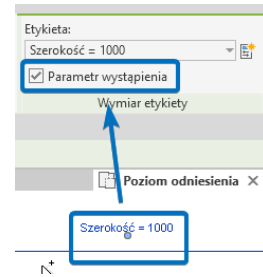 Etykieta:
Szerokość = 1000
Parametr wystąpienia
Wymiar etykiety
Poziom odniesienia
Szerokość = 1000